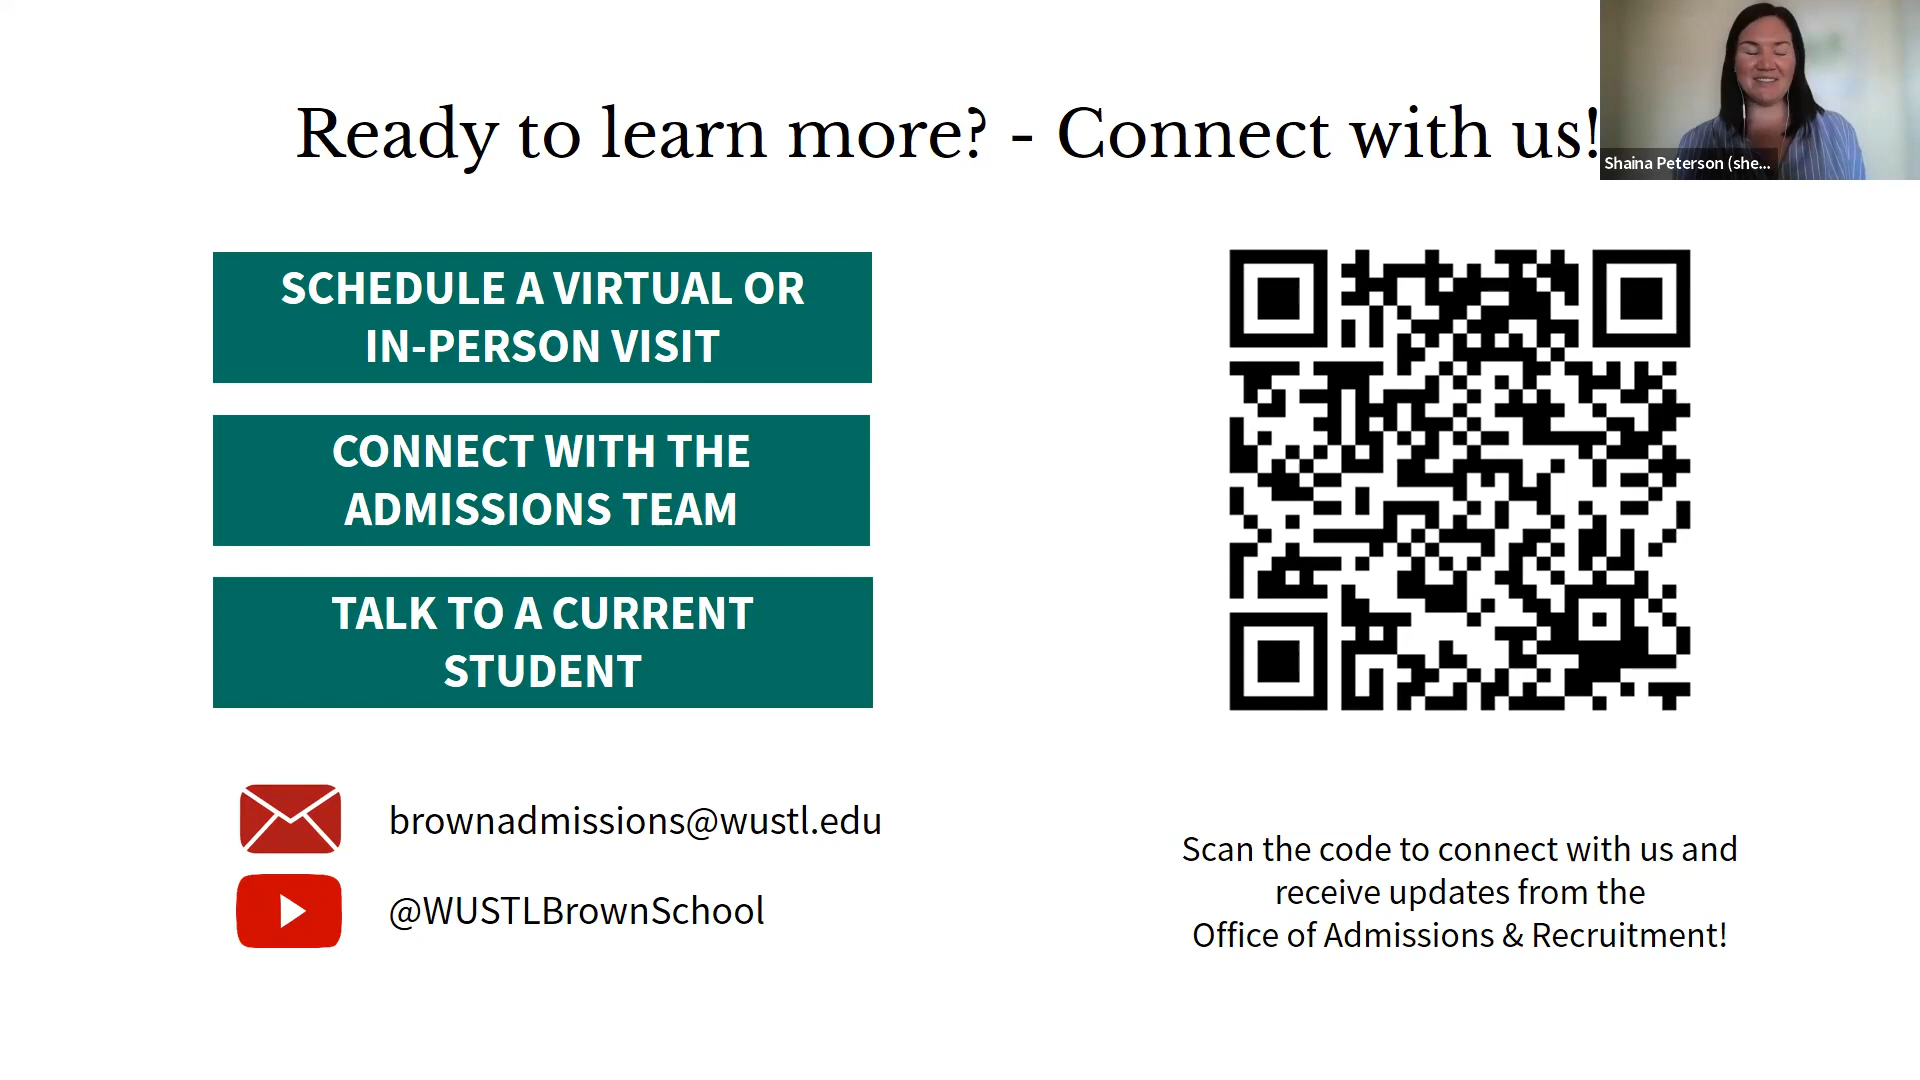 Ready to learn more? - Connect with us!
Shaina Peterson (she...
SCHEDULE A VIRTUAL OR
IN-PERSON VISIT
CONNECT WITH THE
ADMISSIONS TEAM
TALK TO A CURRENT
STUDENT
brownadmissions@wustl.edu
@WUSTLBrownSchool
Scan the code to connect with us and
receive updates from the
Office of Admissions & Recruitment!